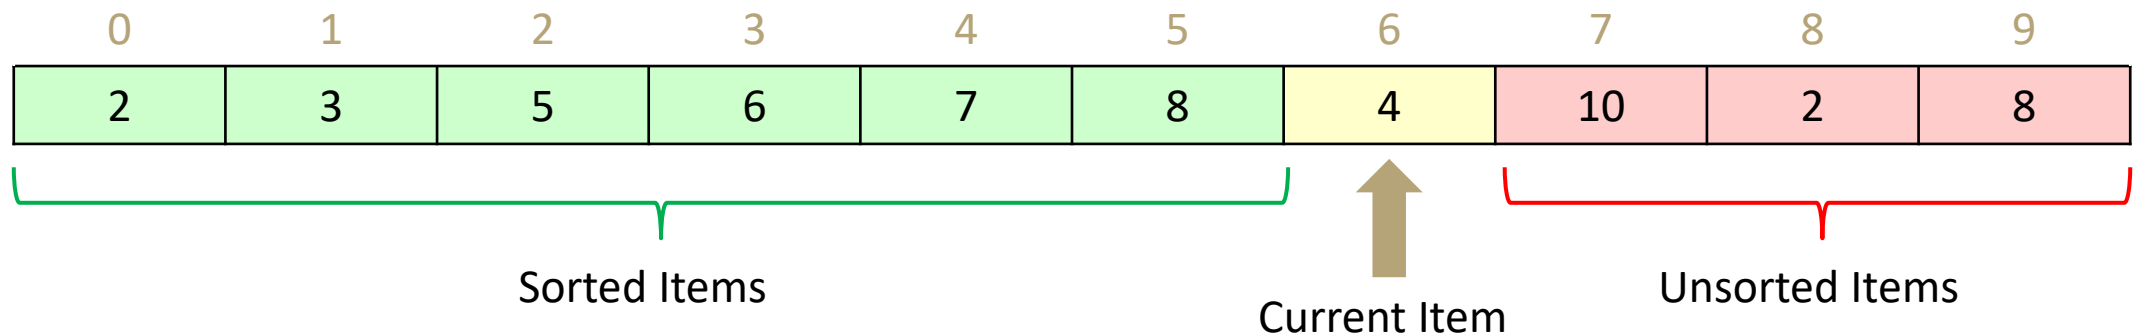 0 1 2 3 4 5 6 7 8 9
2 3 5 6 7 8 4 10 2 8
Sorted Items
Current Item
Unsorted Items